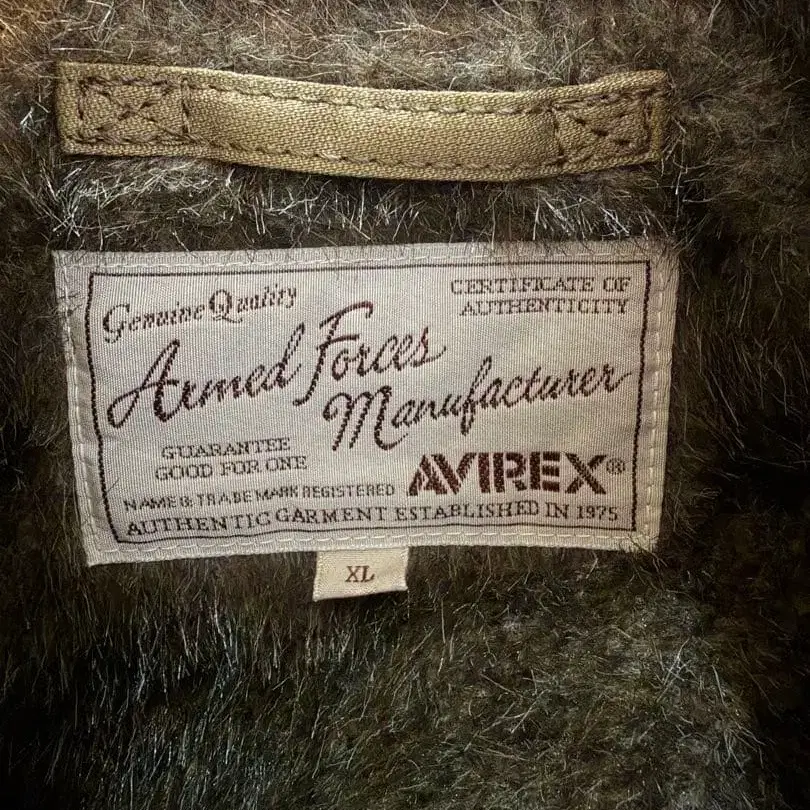 Genuine Quality
CERTIFICATE OF
AUTHENTICITY
Armed Forces
Manufacturer
GUARANTEE
GOOD FOR ONE
AVIREX®
NAME & TRADE MARK REGISTERED
AUTHENTIC GARMENT ESTABLISHED IN 1975
XL